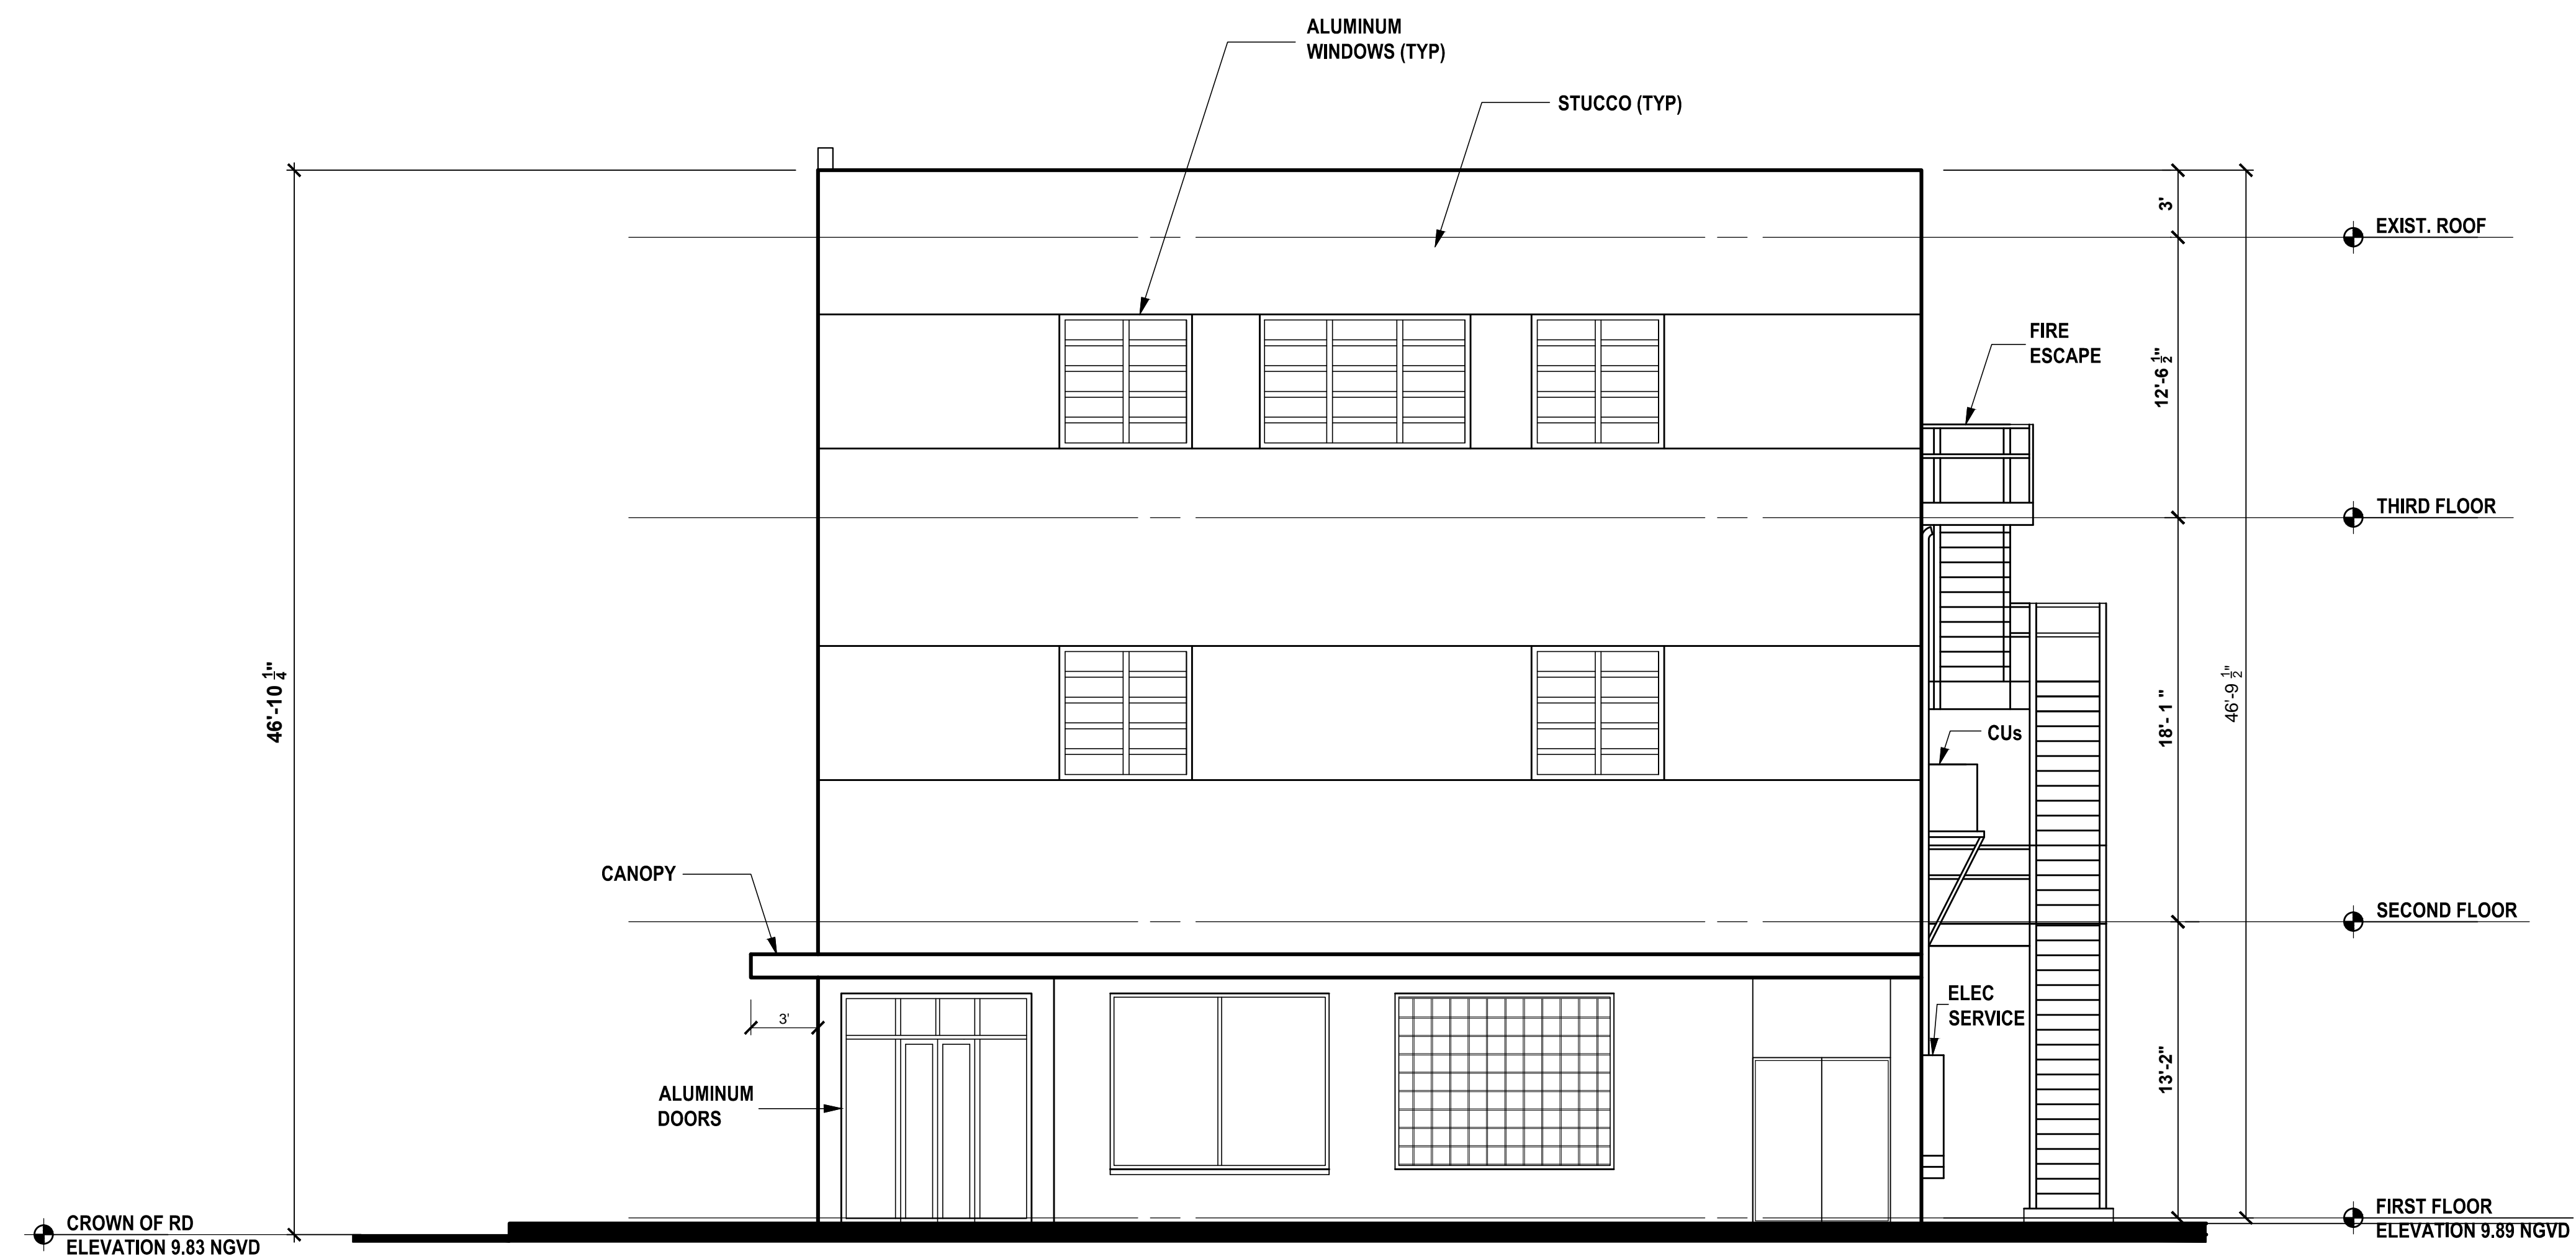 ALUMINUM
WINDOWS (TYP)
STUCCO (TYP)
3'
EXIST. ROOF
FIRE
ESCAPE
12'-6 1/2"
THIRD FLOOR
46'-10 1/4"
46'-9 1/2"
18'- 1 "
CUs
CANOPY
SECOND FLOOR
ELEC
SERVICE
3'
13'-2"
ALUMINUM
DOORS
CROWN OF RD
ELEVATION 9.83 NGVD
FIRST FLOOR
ELEVATION 9.89 NGVD